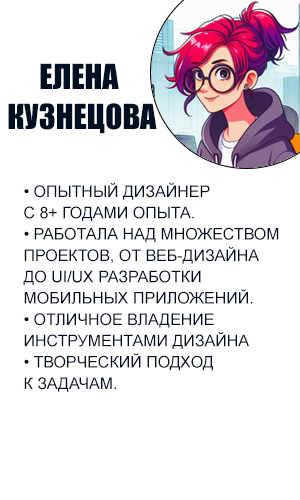 ЕЛЕНА
КУЗНЕЦОВА
• ОПЫТНЫЙ ДИЗАЙНЕР
С 8+ ГОДАМИ ОПЫТА.
• РАБОТАЛА НАД МНОЖЕСТВОМ
ПРОЕКТОВ, ОТ ВЕБ-ДИЗАЙНА
ДО UI/UX РАЗРАБОТКИ
МОБИЛЬНЫХ ПРИЛОЖЕНИЙ.
• ОТЛИЧНОЕ ВЛАДЕНИЕ
ИНСТРУМЕНТАМИ ДИЗАЙНА
• ТВОРЧЕСКИЙ ПОДХОД
К ЗАДАЧАМ.